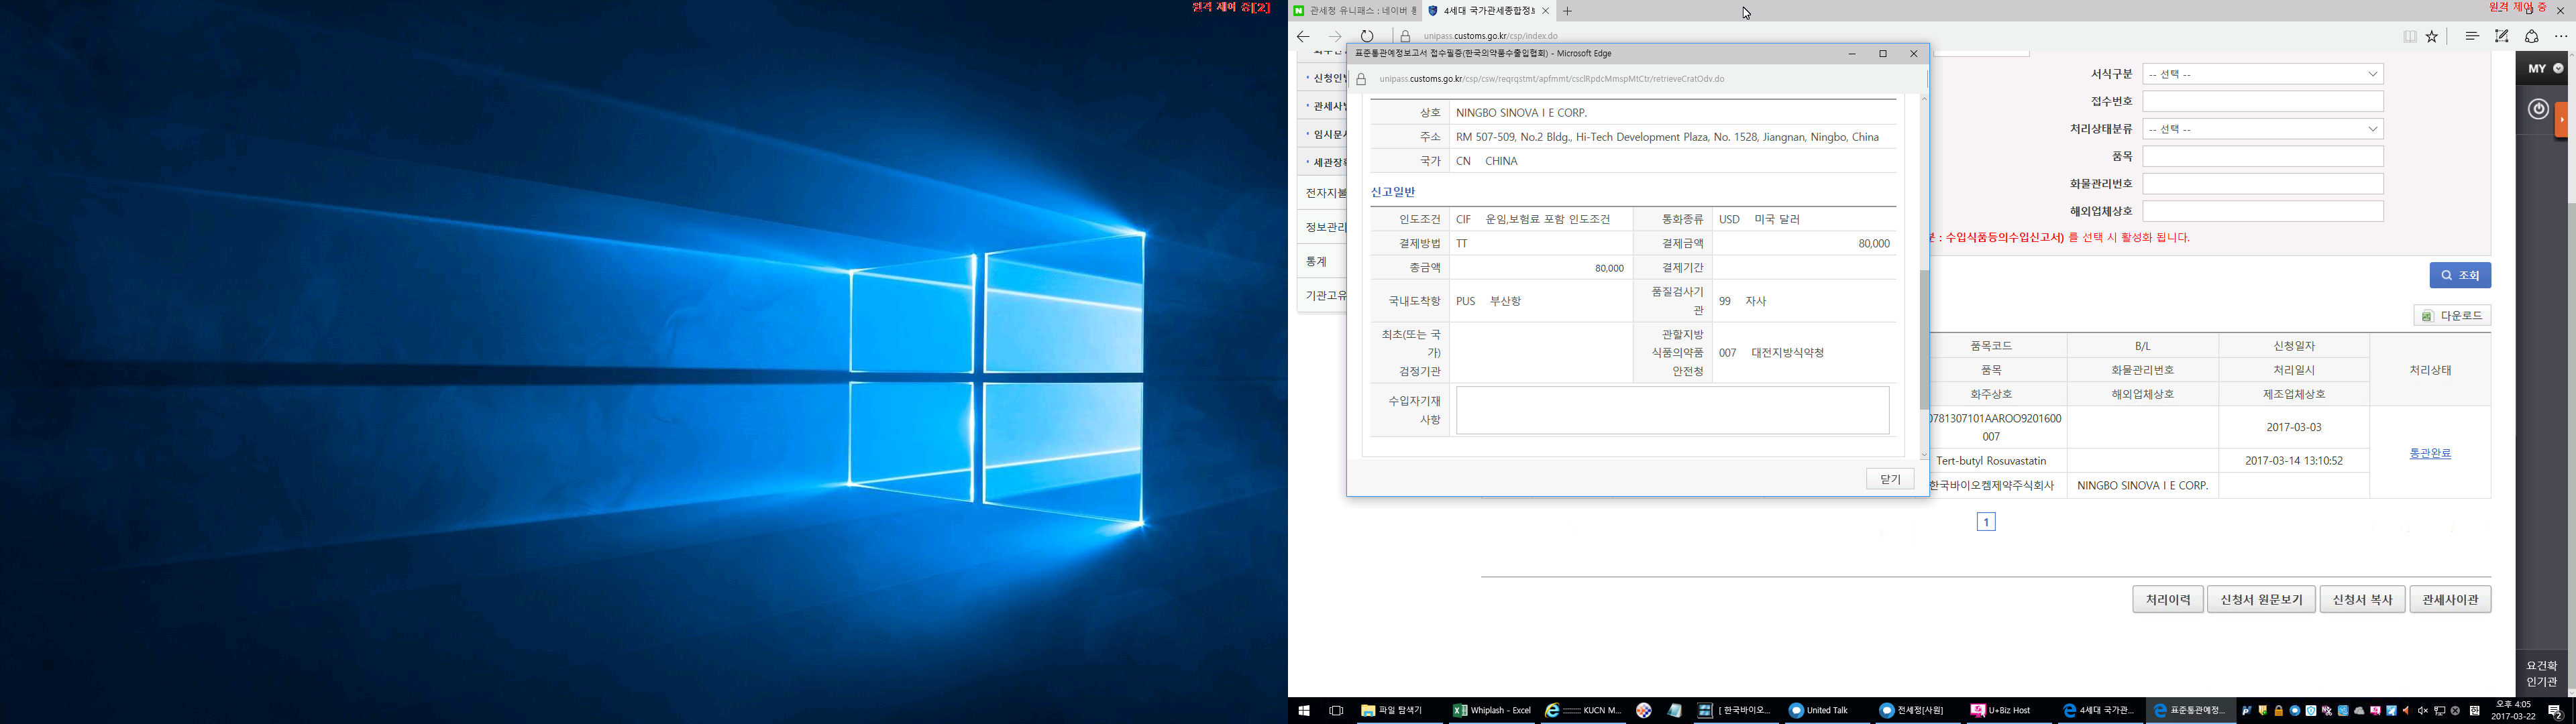 원격 제어 중[2]
관세청 유니패스 : 네이버 통
4세대 국가관세종합정보
원격 제어 중
unipass.customs.go.kr/csp/index.do
표준통관예정보고서 접수필증(한국의약품수출입협회) - Microsoft Edge
unipass.customs.go.kr/csp/csw/reqrqstmt/apfmmt/csclRpdcMmspMtCtr/retrieveCratOdv.do
신청인별
관세사별
임시문서
세관장확
전자지불
정보관리
통계
기관고유
상호 NINGBO SINOVA I E CORP.
주소 RM 507-509, No.2 Bldg., Hi-Tech Development Plaza, No. 1528, Jiangnan, Ningbo, China
국가 CN CHINA
신고일반
인도조건 CIF 운임,보험료 포함 인도조건 통화종류 USD 미국 달러
결제방법 TT 결제금액 80,000
총금액 80,000 결제기간
국내도착항 PUS 부산항 품질검사기관 99 자사
최초(또는 국가) 검정기관 관할지방 식품의약품안전청 007 대전지방식약청
수입자기재사항
닫기
서식구분 -- 선택 --
접수번호
처리상태분류 -- 선택 --
품목
화물관리번호
해외업체상호
: 수입식품등의수입신고서) 를 선택 시 활성화 됩니다.
조회
다운로드
품목코드 B/L 신청일자 처리상태
품목 화물관리번호 처리일시
화주상호 해외업체상호 제조업체상호
0781307101AAROO9201600
007
2017-03-03
통관완료
Tert-butyl Rosuvastatin 2017-03-14 13:10:52
한국바이오켐제약주식회사 NINGBO SINOVA I E CORP.
1
처리이력 신청서 원문보기 신청서 복사 관세사이관
MY
요건확
인기관
파일 탐색기
Whiplash - Excel
KUCN M...
[ 한국바이오...
United Talk
전세정[사원]
U+Biz Host
4세대 국가관...
표준통관예정...
오후 4:05
2017-03-22